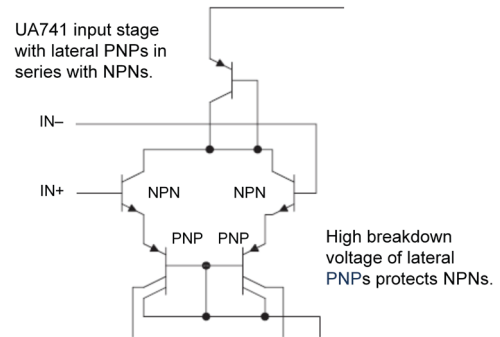 UA741 input stage
with lateral PNPs in
series with NPNs.
IN–
IN+
NPN
NPN
PNP
PNP
High breakdown
voltage of lateral
PNPs protects NPNs.